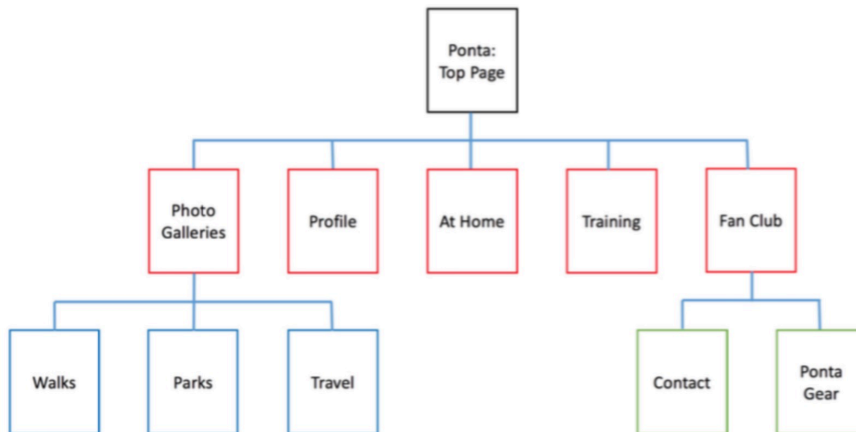 Ponta:
Top Page
Photo
Galleries
Profile
At Home
Training
Fan Club
Walks
Parks
Travel
Contact
Ponta
Gear